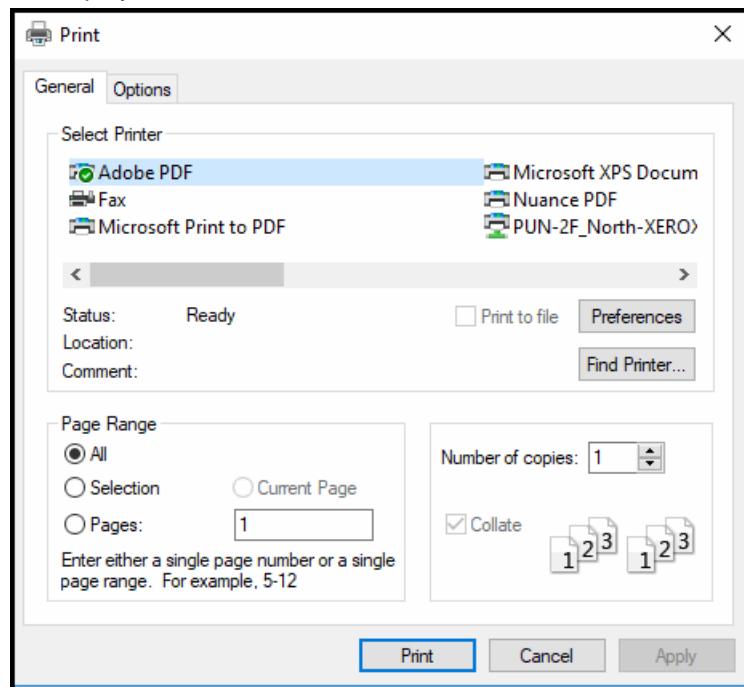 Print
General Options
Select Printer
Adobe PDF Microsoft XPS Docum
Fax Nuance PDF
Microsoft Print to PDF PUN-2F_North-XEROX
Status: Ready Print to file Preferences
Location:
Comment: Find Printer...
Page Range
All
Number of copies: 1
Selection Current Page
Pages: 1
Collate
1 2 3 1 2 3
Enter either a single page number or a single
page range. For example, 5-12
Print Cancel Apply